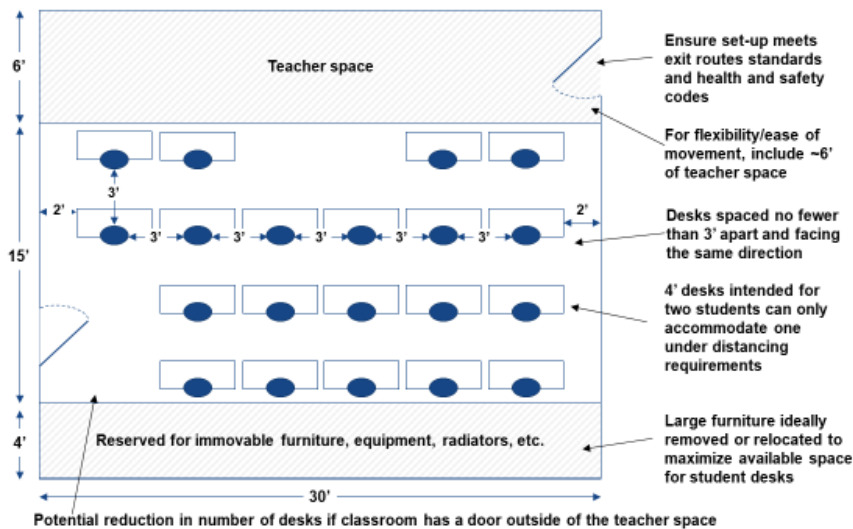 Teacher space
6’
Ensure set-up meets
exit routes standards
and health and safety
codes
For flexibility/ease of
movement, include ~6’
of teacher space
3’
2’
2’
3’ 3’ 3’ 3’ 3’
15’
Desks spaced no fewer
than 3’ apart and facing
the same direction
4’ desks intended for
two students can only
accommodate one
under distancing
requirements
Reserved for immovable furniture, equipment, radiators, etc.
4’
Large furniture ideally
removed or relocated to
maximize available space
for student desks
30’
Potential reduction in number of desks if classroom has a door outside of the teacher space